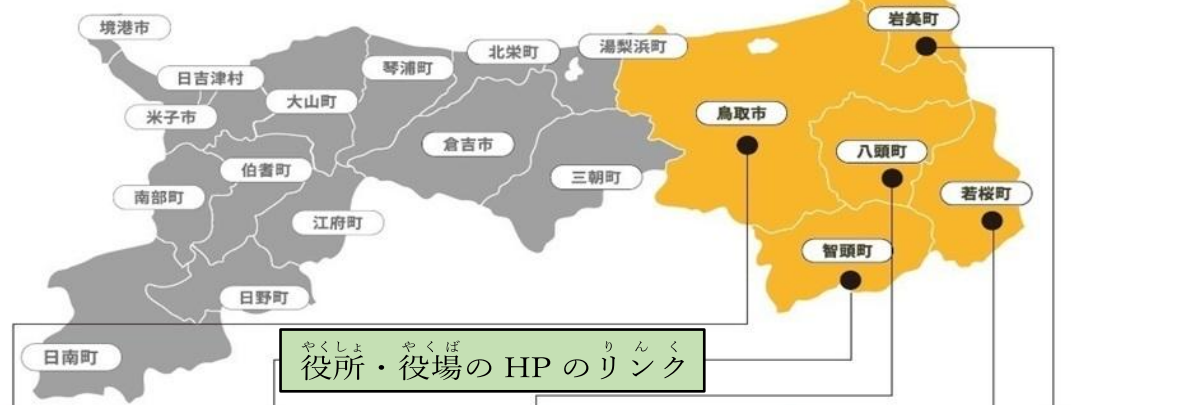 岩美町
境港市
北栄町
湯梨浜町
琴浦町
日吉津村
大山町
米子市
鳥取市
倉吉市
八頭町
伯耆町
三朝町
若桜町
南部町
江府町
智頭町
日野町
日南町
やくしょ やくば りんく
役所・役場の HP のリンク